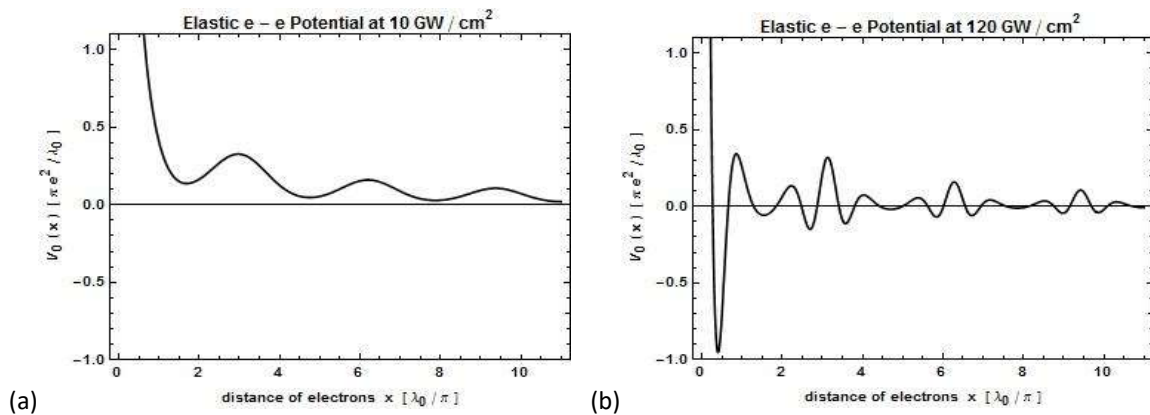 Elastic e – e Potential at 10 GW / cm²
1.0
0.5
0.0
−0.5
−1.0
V₀ (x) [ π e² / λ₀ ]
0 2 4 6 8 10
distance of electrons x [ λ₀ / π ]
(a)
Elastic e – e Potential at 120 GW / cm²
1.0
0.5
0.0
−0.5
−1.0
V₀ (x) [ π e² / λ₀ ]
0 2 4 6 8 10
distance of electrons x [ λ₀ / π ]
(b)